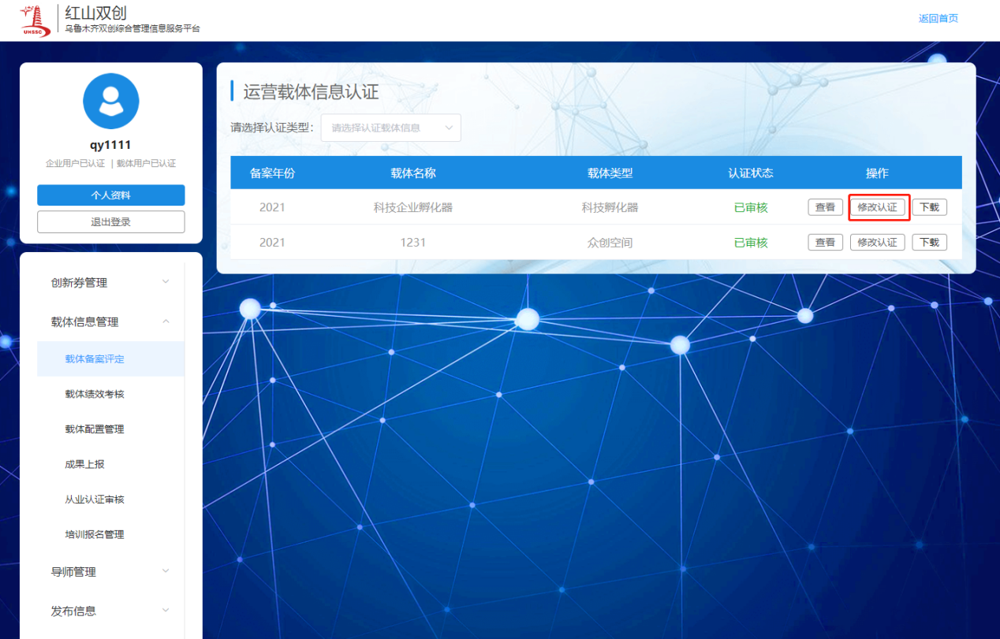 红山双创
乌鲁木齐双创综合管理信息服务平台
UHSSC
返回首页
qy1111
企业用户已认证 | 载体用户已认证
个人资料
退出登录
创新券管理
载体信息管理
载体备案评定
载体绩效考核
载体配置管理
成果上报
从业认证审核
培训报名管理
导师管理
发布信息
运营载体信息认证
请选择认证类型: 请选择认证载体信息
备案年份 载体名称 载体类型 认证状态 操作
2021 科技企业孵化器 科技孵化器 已审核 查看 修改认证 下载
2021 1231 众创空间 已审核 查看 修改认证 下载